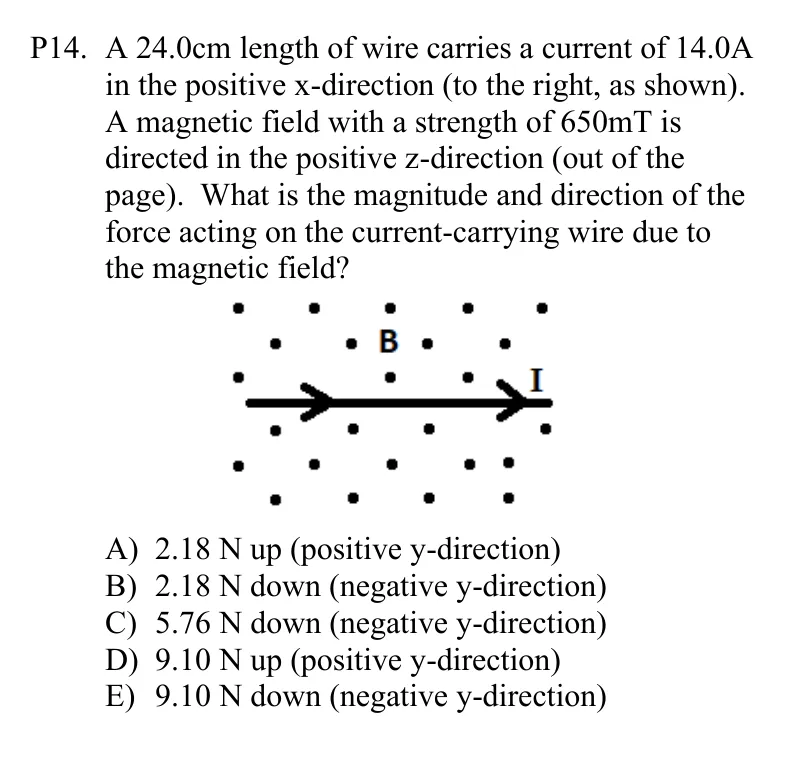 P14. A 24.0cm length of wire carries a current of 14.0A
in the positive x-direction (to the right, as shown).
A magnetic field with a strength of 650mT is
directed in the positive z-direction (out of the
page). What is the magnitude and direction of the
force acting on the current-carrying wire due to
the magnetic field?
B
I
A) 2.18 N up (positive y-direction)
B) 2.18 N down (negative y-direction)
C) 5.76 N down (negative y-direction)
D) 9.10 N up (positive y-direction)
E) 9.10 N down (negative y-direction)